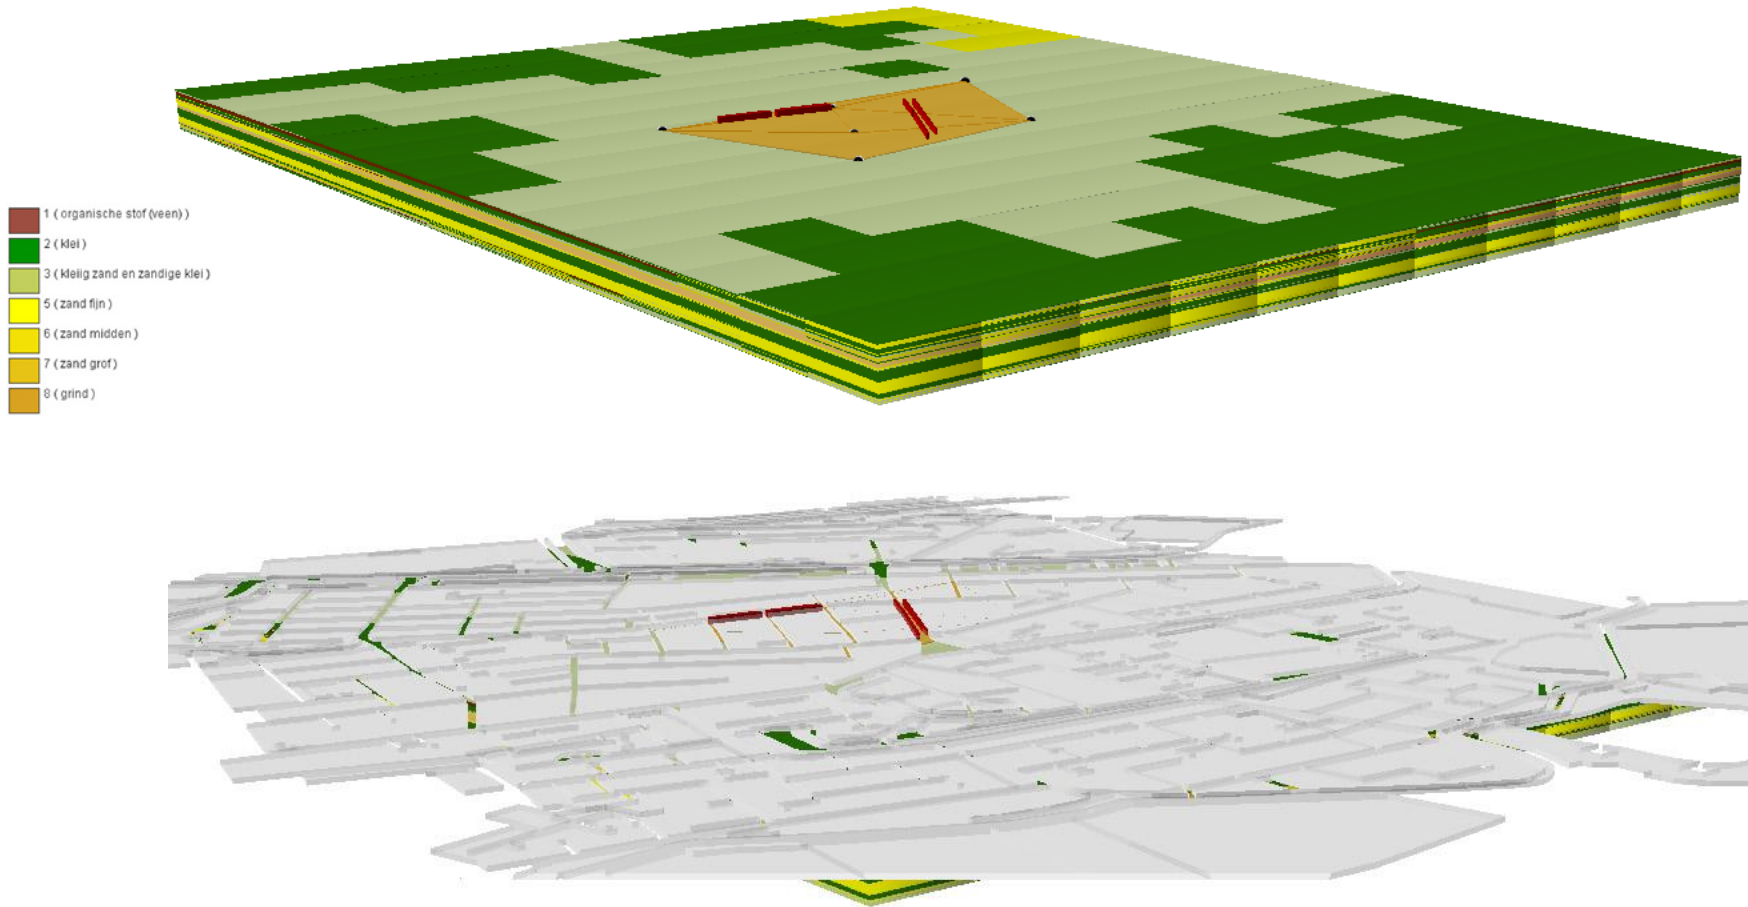 1 ( organische stof (veen) )
2 ( klei )
3 ( kleiig zand en zandige klei )
5 ( zand fijn )
6 ( zand midden )
7 ( zand grof )
8 ( grind )